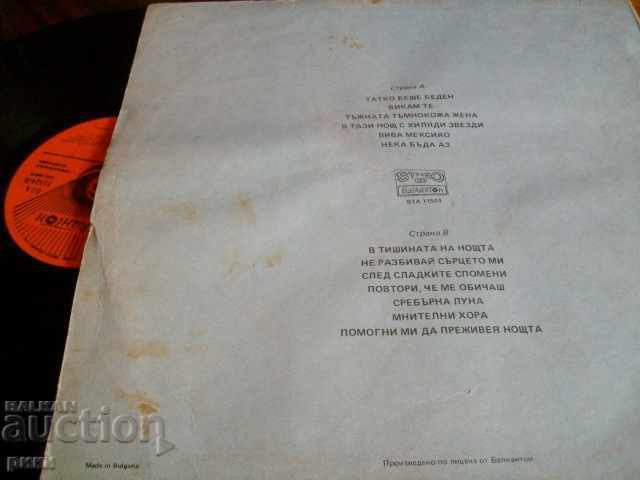 Страна А
ТАТКО БЕШЕ БЕДЕН
ВИКАМ ТЕ
ТЪЖНАТА ТЪМНОКОЖА ЖЕНА
В ТАЗИ НОЩ С ХИЛЯДИ ЗВЕЗДИ
ВИВА МЕКСИКО
НЕКА БЪДА АЗ
STEREO
Balkanton
ВТА 11504
Страна В
В ТИШИНАТА НА НОЩТА
НЕ РАЗБИВАЙ СЪРЦЕТО МИ
СЛЕД СЛАДКИТЕ СПОМЕНИ
ПОВТОРИ, ЧЕ МЕ ОБИЧАШ
СРЕБЪРНА ЛУНА
МНИТЕЛНИ ХОРА
ПОМОГНИ МИ ДА ПРЕЖИВЕЯ НОЩТА
Made in Bulgaria
Произведено по лиценз от Балкантон
BALKAN
auction